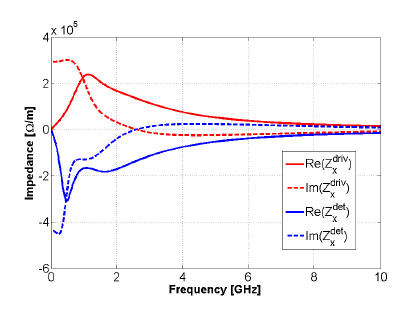 4 x 10^5
2
0
-2
-4
-6
Impedance [Ω/m]
Re(Z_x^driv)
Im(Z_x^driv)
Re(Z_x^det)
Im(Z_x^det)
0 2 4 6 8 10
Frequency [GHz]